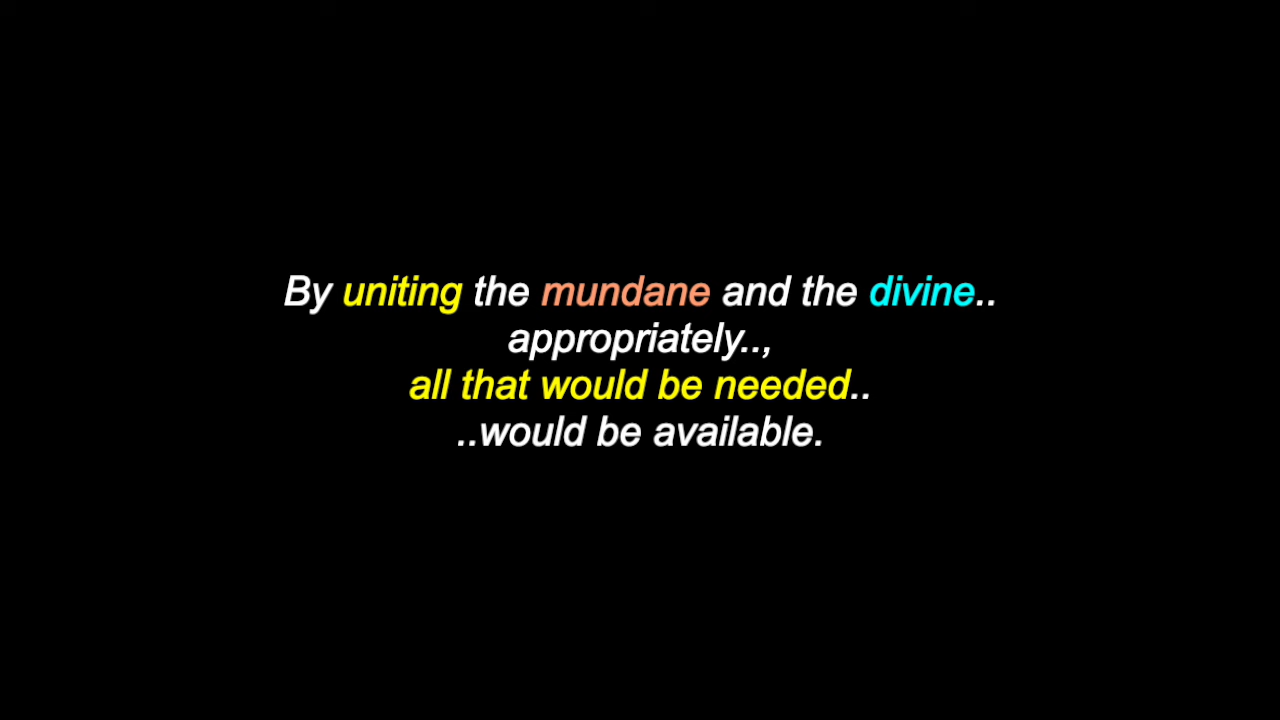 By uniting the mundane and the divine..
appropriately..,
all that would be needed..
..would be available.